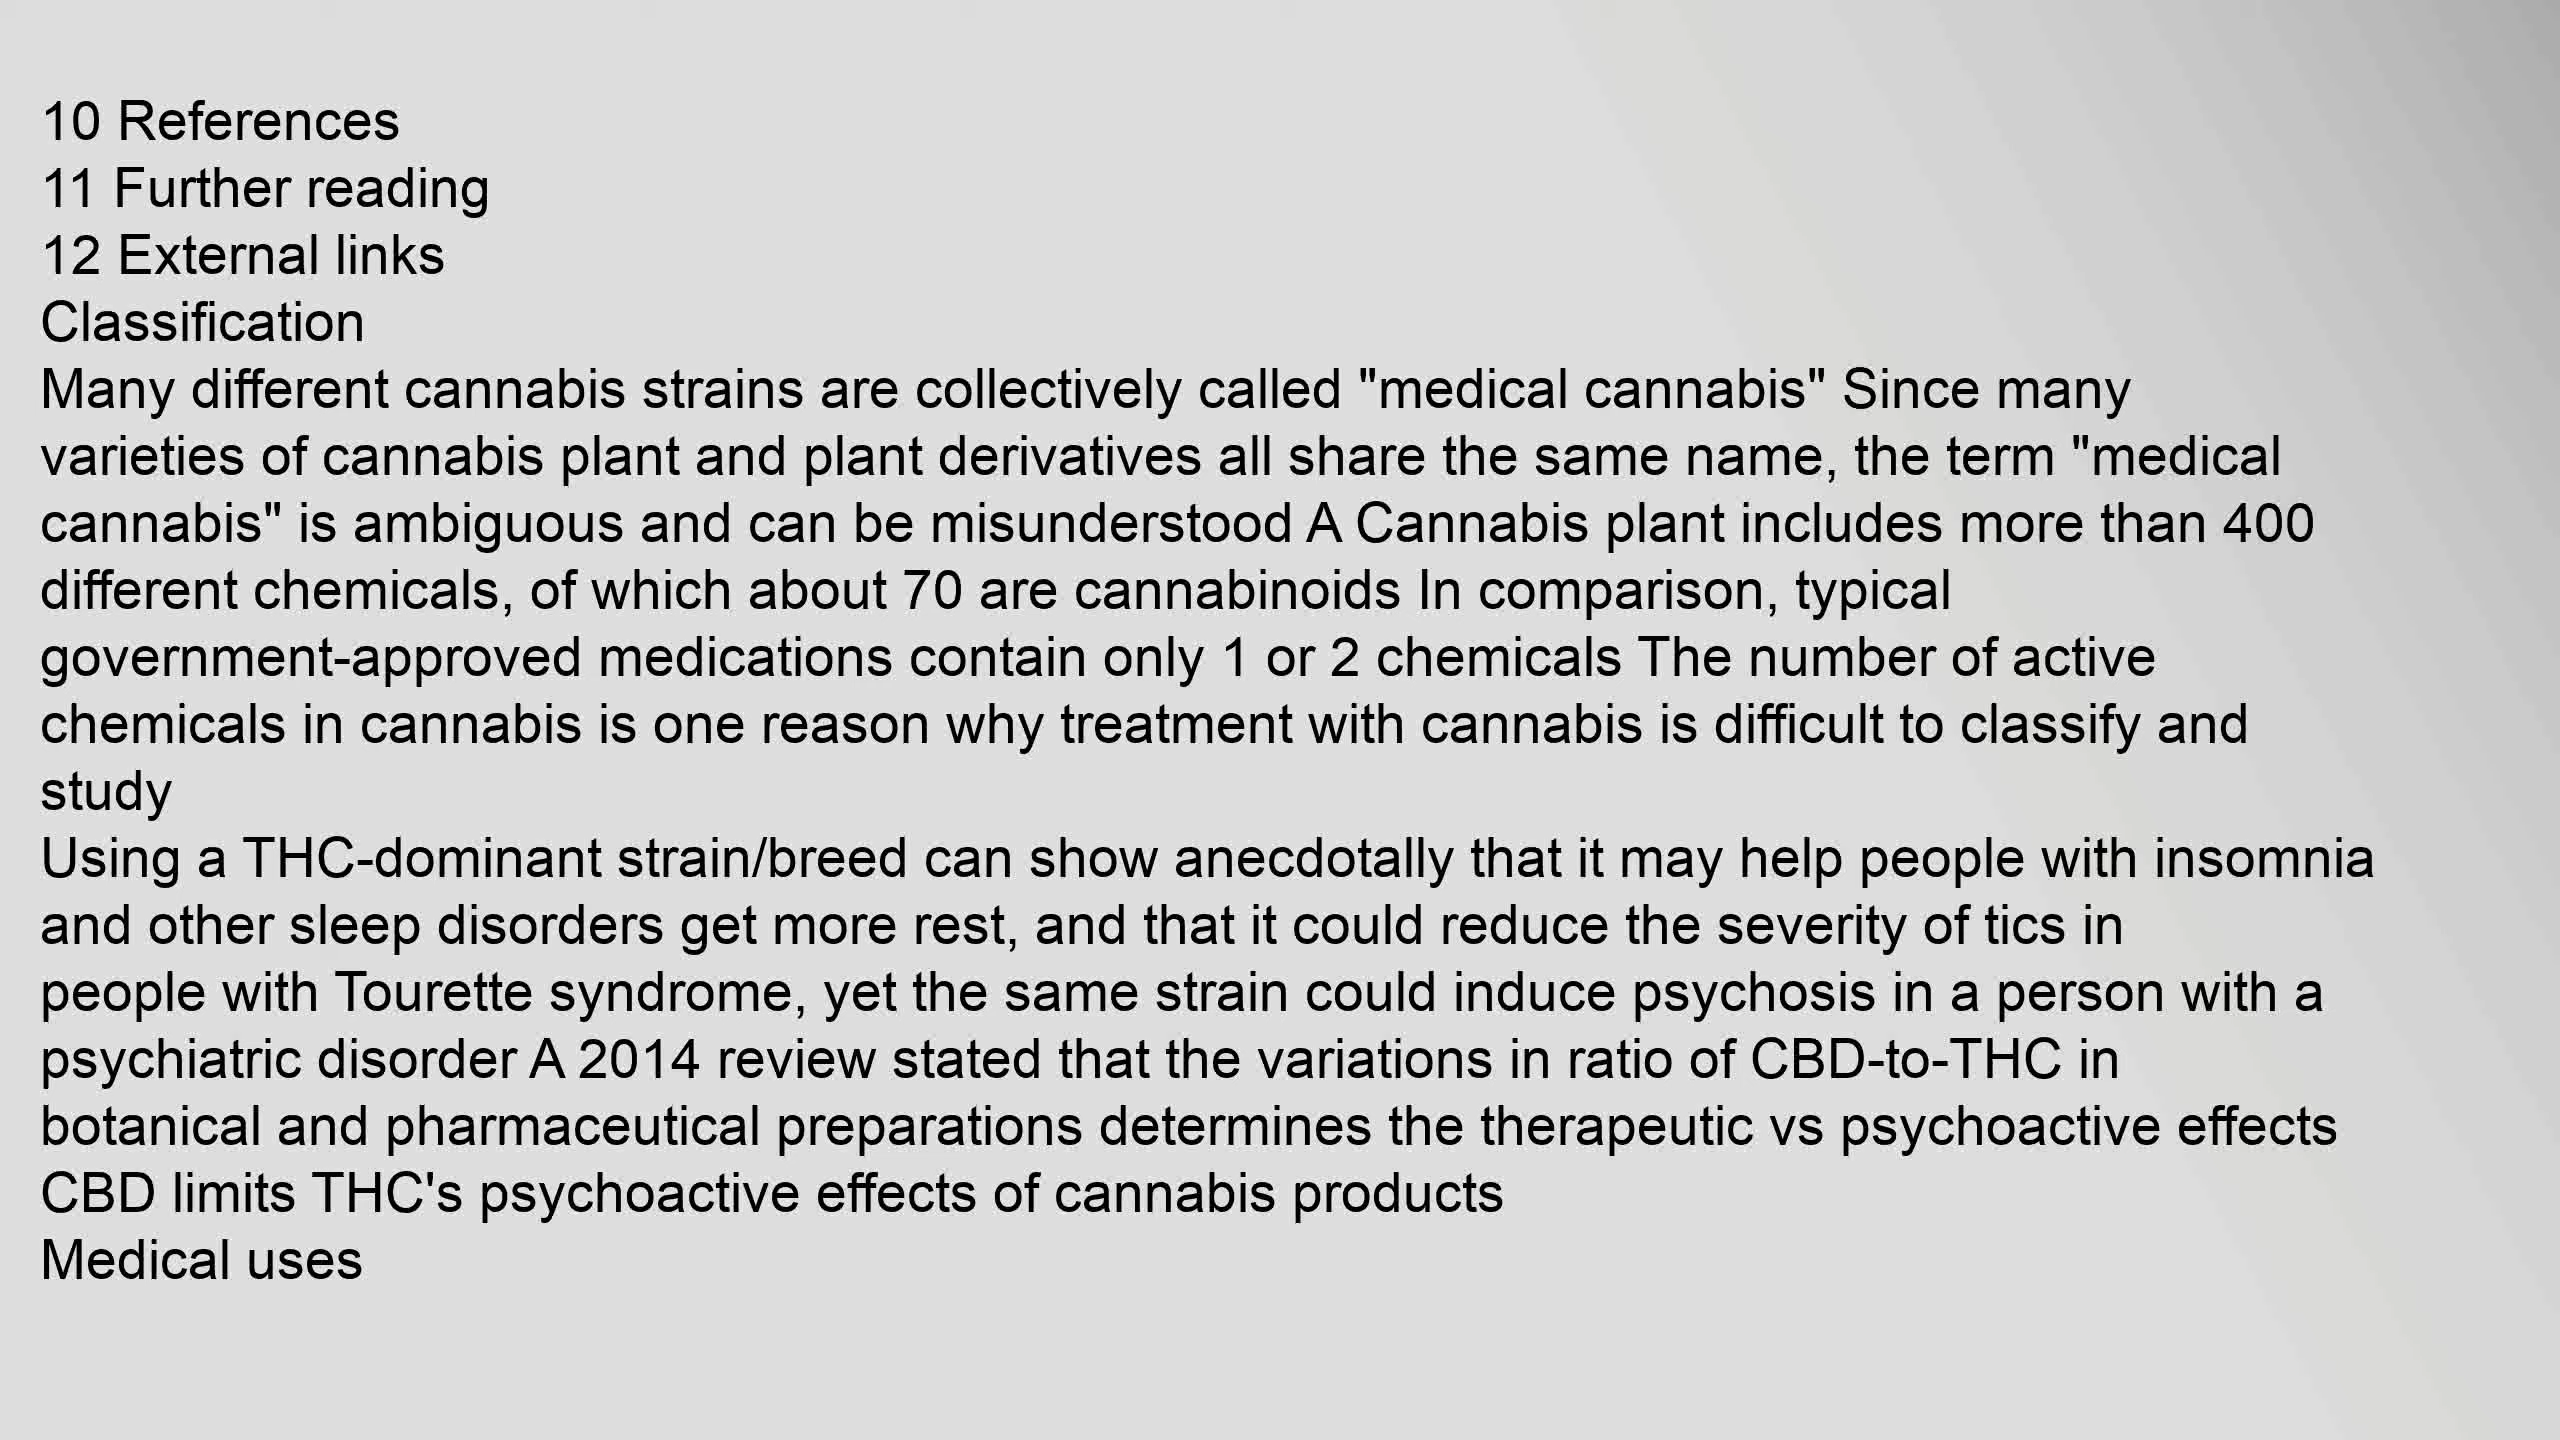 10 References
11 Further reading
12 External links
Classification
Many different cannabis strains are collectively called "medical cannabis" Since many
varieties of cannabis plant and plant derivatives all share the same name, the term "medical
cannabis" is ambiguous and can be misunderstood A Cannabis plant includes more than 400
different chemicals, of which about 70 are cannabinoids In comparison, typical
government-approved medications contain only 1 or 2 chemicals The number of active
chemicals in cannabis is one reason why treatment with cannabis is difficult to classify and
study
Using a THC-dominant strain/breed can show anecdotally that it may help people with insomnia
and other sleep disorders get more rest, and that it could reduce the severity of tics in
people with Tourette syndrome, yet the same strain could induce psychosis in a person with a
psychiatric disorder A 2014 review stated that the variations in ratio of CBD-to-THC in
botanical and pharmaceutical preparations determines the therapeutic vs psychoactive effects
CBD limits THC's psychoactive effects of cannabis products
Medical uses